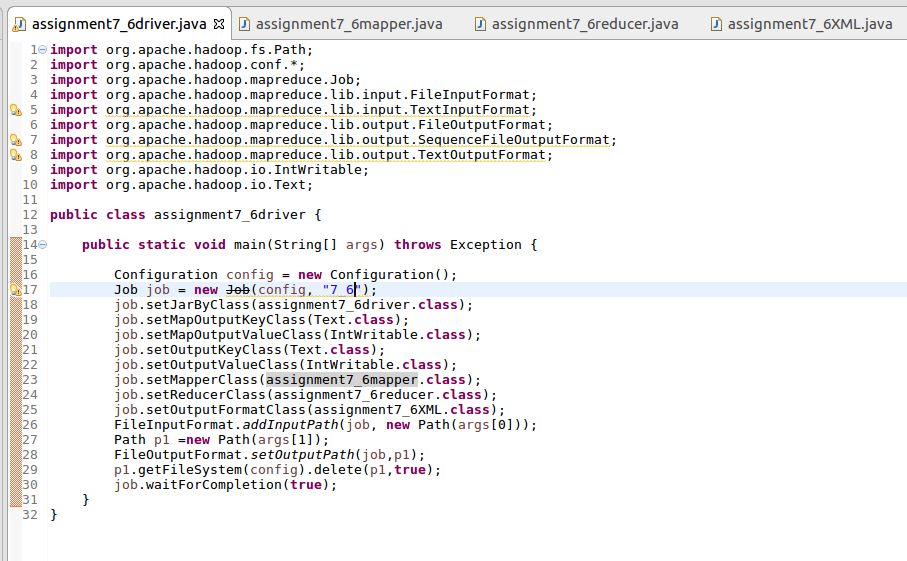 assignment7_6driver.java assignment7_6mapper.java assignment7_6reducer.java assignment7_6XML.java
1 import org.apache.hadoop.fs.Path;
2 import org.apache.hadoop.conf.*;
3 import org.apache.hadoop.mapreduce.Job;
4 import org.apache.hadoop.mapreduce.lib.input.FileInputFormat;
5 import org.apache.hadoop.mapreduce.lib.input.TextInputFormat;
6 import org.apache.hadoop.mapreduce.lib.output.FileOutputFormat;
7 import org.apache.hadoop.mapreduce.lib.output.SequenceFileOutputFormat;
8 import org.apache.hadoop.mapreduce.lib.output.TextOutputFormat;
9 import org.apache.hadoop.io.IntWritable;
10 import org.apache.hadoop.io.Text;
11
12 public class assignment7_6driver {
13
14     public static void main(String[] args) throws Exception {
15
16         Configuration config = new Configuration();
17         Job job = new Job(config, "7_6");
18         job.setJarByClass(assignment7_6driver.class);
19         job.setMapOutputKeyClass(Text.class);
20         job.setMapOutputValueClass(IntWritable.class);
21         job.setOutputKeyClass(Text.class);
22         job.setOutputValueClass(IntWritable.class);
23         job.setMapperClass(assignment7_6mapper.class);
24         job.setReducerClass(assignment7_6reducer.class);
25         job.setOutputFormatClass(assignment7_6XML.class);
26         FileInputFormat.addInputPath(job, new Path(args[0]));
27         Path p1 =new Path(args[1]);
28         FileOutputFormat.setOutputPath(job,p1);
29         p1.getFileSystem(config).delete(p1,true);
30         job.waitForCompletion(true);
31     }
32 }